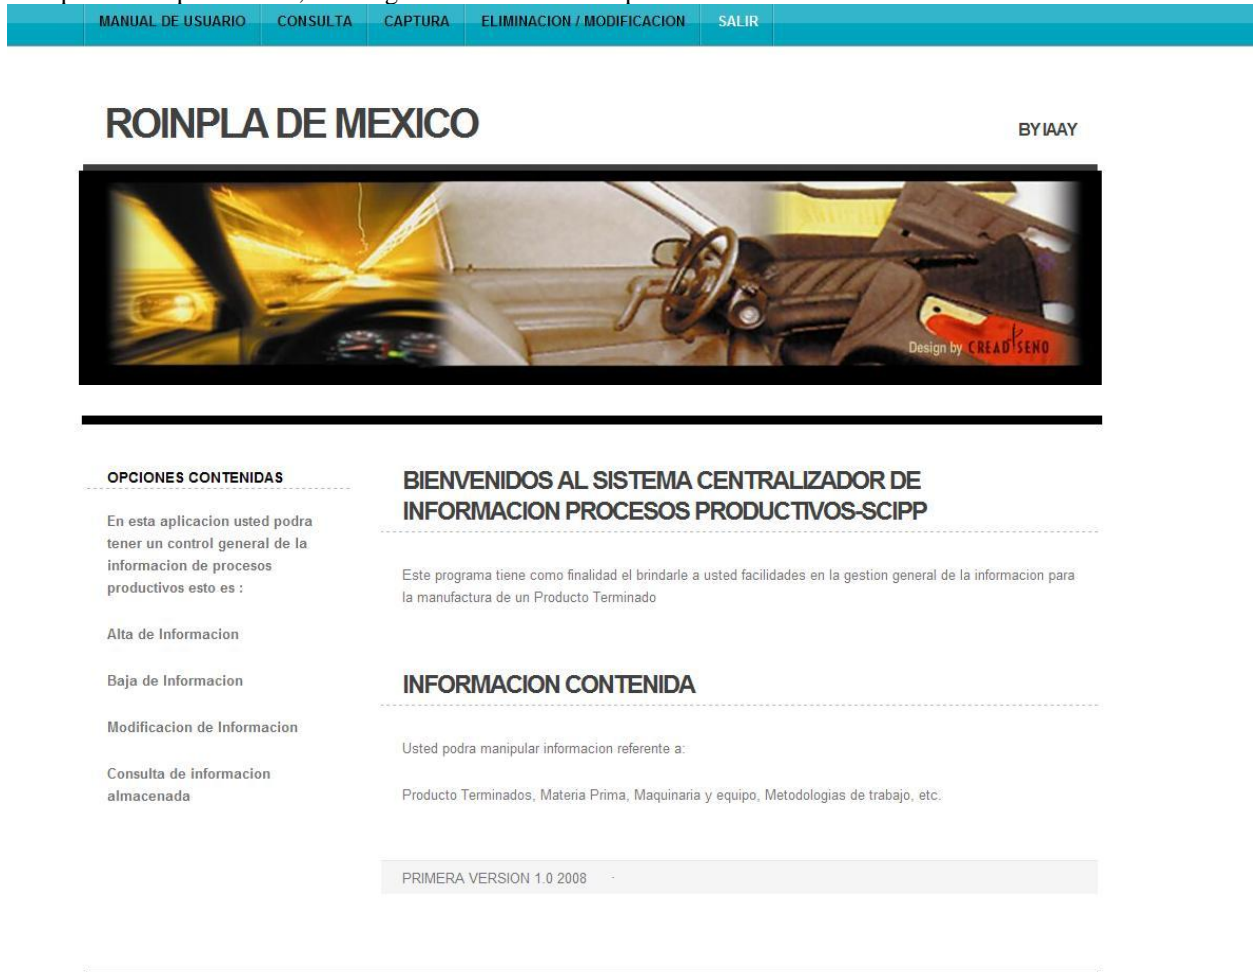 MANUAL DE USUARIO CONSULTA CAPTURA ELIMINACION / MODIFICACION SALIR
ROINPLA DE MEXICO
BY IAAY
Design by CREADISEÑO
OPCIONES CONTENIDAS
En esta aplicacion usted podra
tener un control general de la
informacion de procesos
productivos esto es :
Alta de Informacion
Baja de Informacion
Modificacion de Informacion
Consulta de informacion
almacenada
BIENVENIDOS AL SISTEMA CENTRALIZADOR DE
INFORMACION PROCESOS PRODUCTIVOS-SCIPP
Este programa tiene como finalidad el brindarle a usted facilidades en la gestion general de la informacion para
la manufactura de un Producto Terminado
INFORMACION CONTENIDA
Usted podra manipular informacion referente a:
Producto Terminados, Materia Prima, Maquinaria y equipo, Metodologias de trabajo, etc.
PRIMERA VERSION 1.0 2008